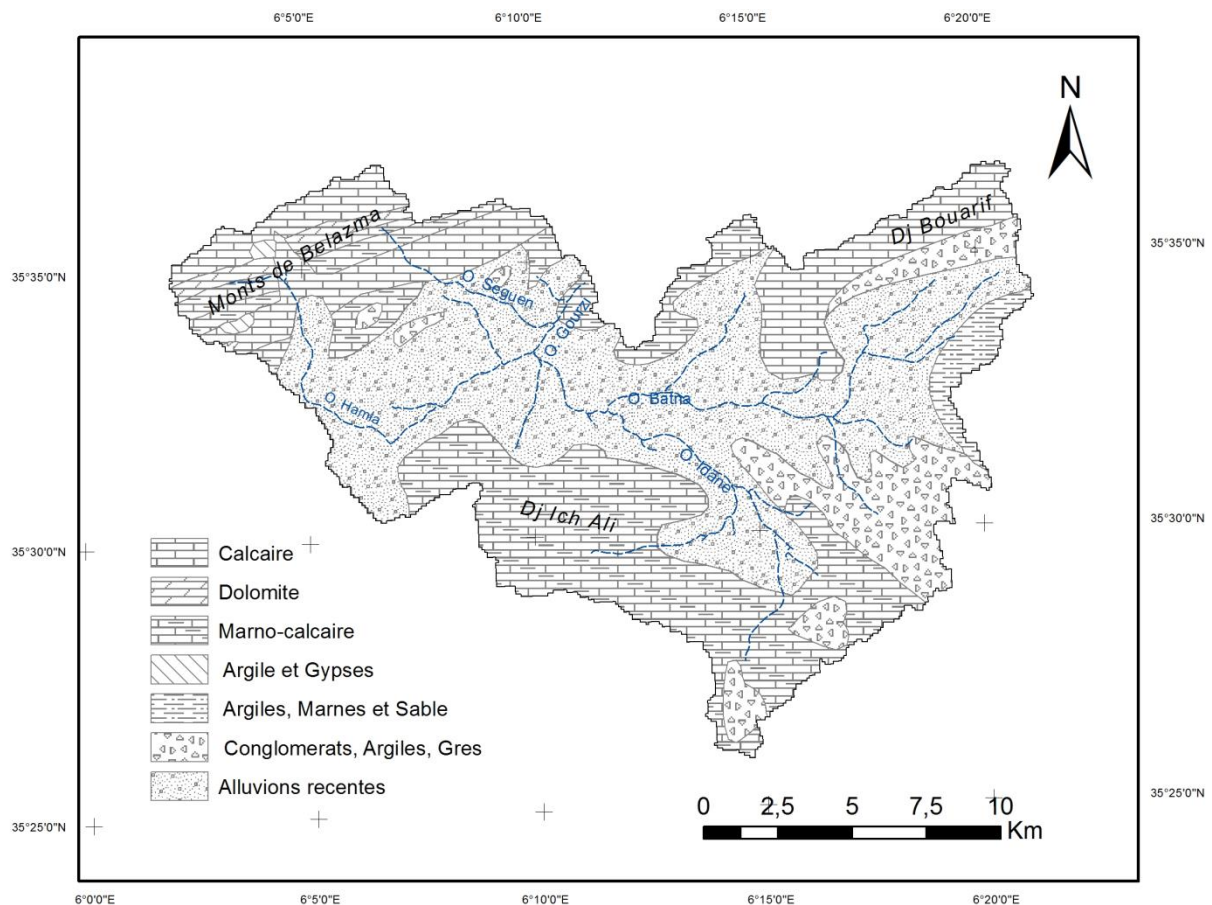 6°5'0"E
6°10'0"E
6°15'0"E
6°20'0"E
N
Dj Bouarif
Monts de Belazma
35°35'0"N
35°35'0"N
O. Seguen
O. Gourzi
O. Batna
O. Hamla
O. Idane
Dj Ich Ali
35°30'0"N
35°30'0"N
Calcaire
Dolomite
Marno-calcaire
Argile et Gypses
Argiles, Marnes et Sable
Conglomerats, Argiles, Gres
Alluvions recentes
0 2,5 5 7,5 10
Km
35°25'0"N
35°25'0"N
6°0'0"E
6°5'0"E
6°10'0"E
6°15'0"E
6°20'0"E